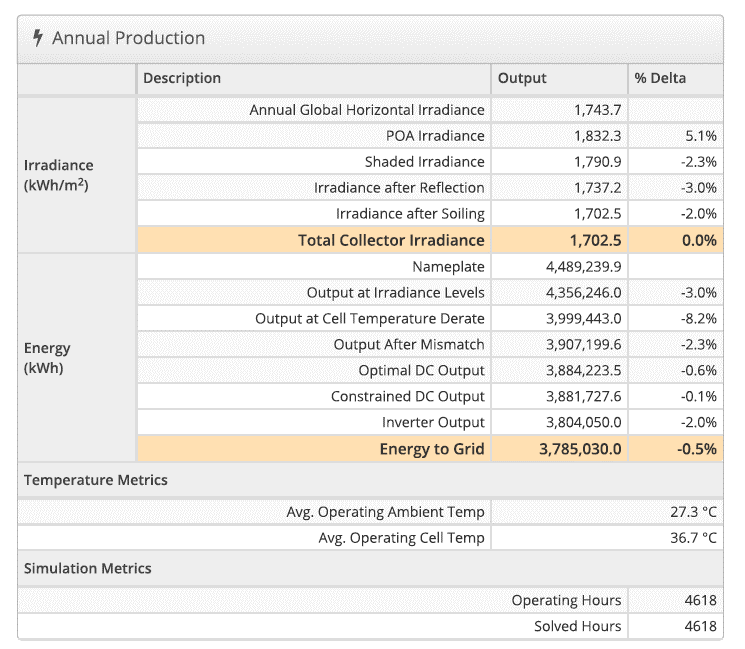 Annual Production
Description Output % Delta
Irradiance
(kWh/m²)
Annual Global Horizontal Irradiance 1,743.7
POA Irradiance 1,832.3 5.1%
Shaded Irradiance 1,790.9 -2.3%
Irradiance after Reflection 1,737.2 -3.0%
Irradiance after Soiling 1,702.5 -2.0%
Total Collector Irradiance 1,702.5 0.0%
Energy
(kWh)
Nameplate 4,489,239.9
Output at Irradiance Levels 4,356,246.0 -3.0%
Output at Cell Temperature Derate 3,999,443.0 -8.2%
Output After Mismatch 3,907,199.6 -2.3%
Optimal DC Output 3,884,223.5 -0.6%
Constrained DC Output 3,881,727.6 -0.1%
Inverter Output 3,804,050.0 -2.0%
Energy to Grid 3,785,030.0 -0.5%
Temperature Metrics
Avg. Operating Ambient Temp 27.3 °C
Avg. Operating Cell Temp 36.7 °C
Simulation Metrics
Operating Hours 4618
Solved Hours 4618